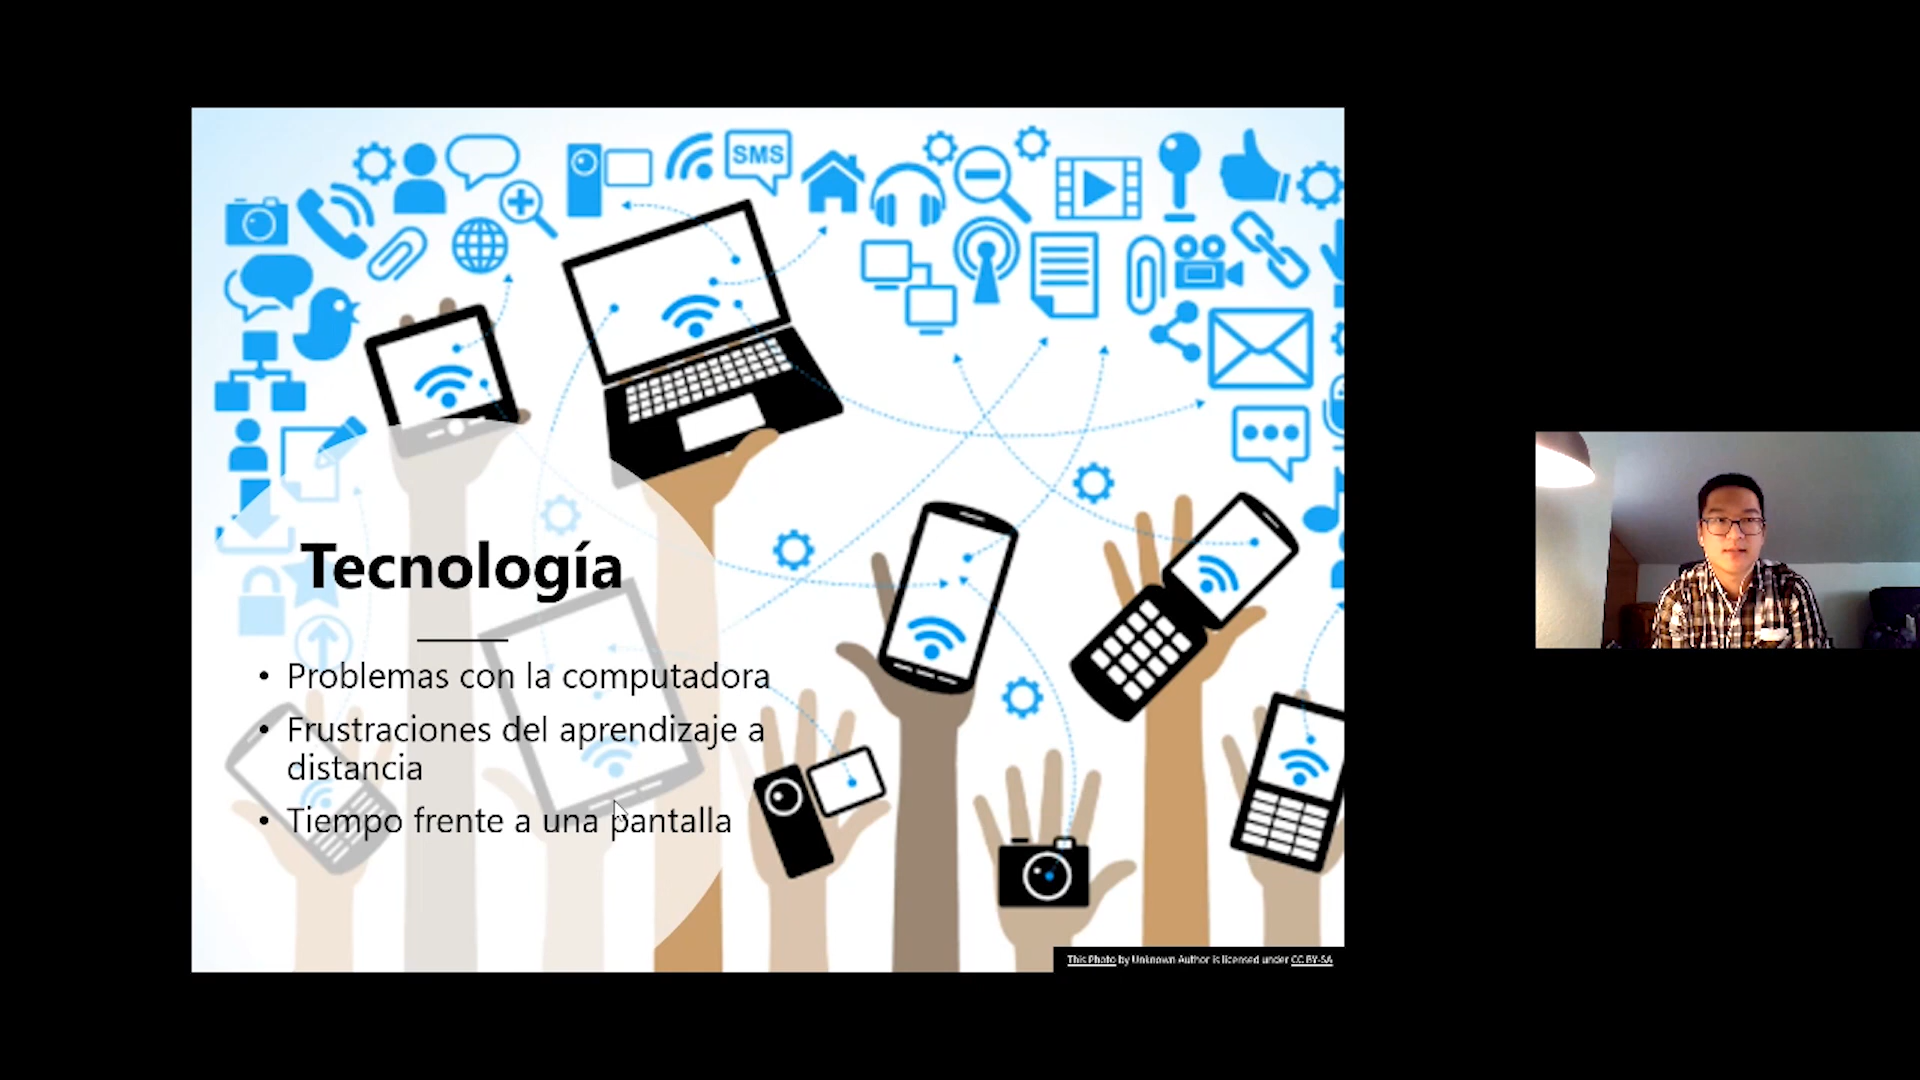 SMS
Tecnología
• Problemas con la computadora
• Frustraciones del aprendizaje a
distancia
• Tiempo frente a una pantalla
This Photo by Unknown Author is licensed under CC BY-SA